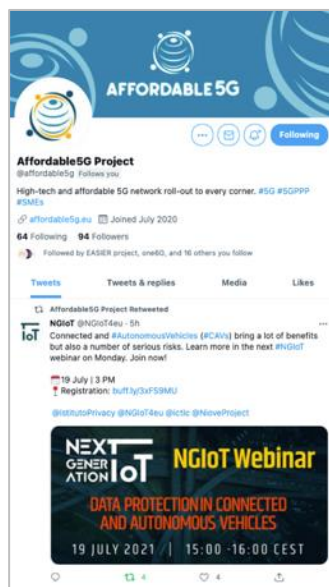 AFFORDABLE 5G
Following
Affordable5G Project
@affordable5g Follows you
High-tech and affordable 5G network roll-out to every corner. #5G #5GPPP
#SMEs
affordable5g.eu Joined July 2020
64 Following 94 Followers
Followed by EASIER project, one6G, and 16 others you follow
Tweets Tweets & replies Media Likes
Affordable5G Project Retweeted
NGIoT @NGIoT4eu · 5h
Connected and #AutonomousVehicles (#CAVs) bring a lot of benefits
but also a number of serious risks. Learn more in the next #NGIoT
webinar on Monday. Join now!
19 July | 3 PM
Registration: buff.ly/3xFS9MU
@IstitutoPrivacy @NGIoT4eu @ictlc @NIoveProject
NEXT
GENER
ATION IoT
NGIoT Webinar
DATA PROTECTION IN CONNECTED
AND AUTONOMOUS VEHICLES
19 JULY 2021 | 15:00 -16:00 CEST
4 4